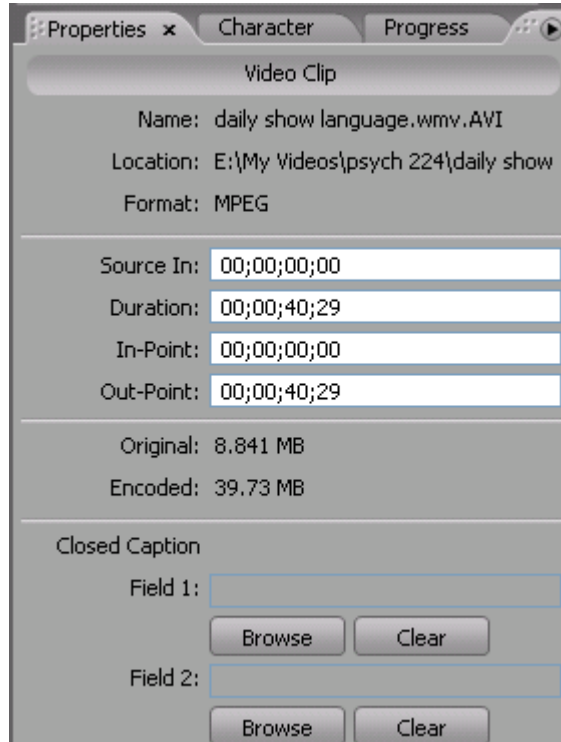 Properties x Character Progress
Video Clip
Name: daily show language.wmv.AVI
Location: E:\My Videos\psych 224\daily show
Format: MPEG
Source In: 00;00;00;00
Duration: 00;00;40;29
In-Point: 00;00;00;00
Out-Point: 00;00;40;29
Original: 8.841 MB
Encoded: 39.73 MB
Closed Caption
Field 1:
Browse Clear
Field 2:
Browse Clear